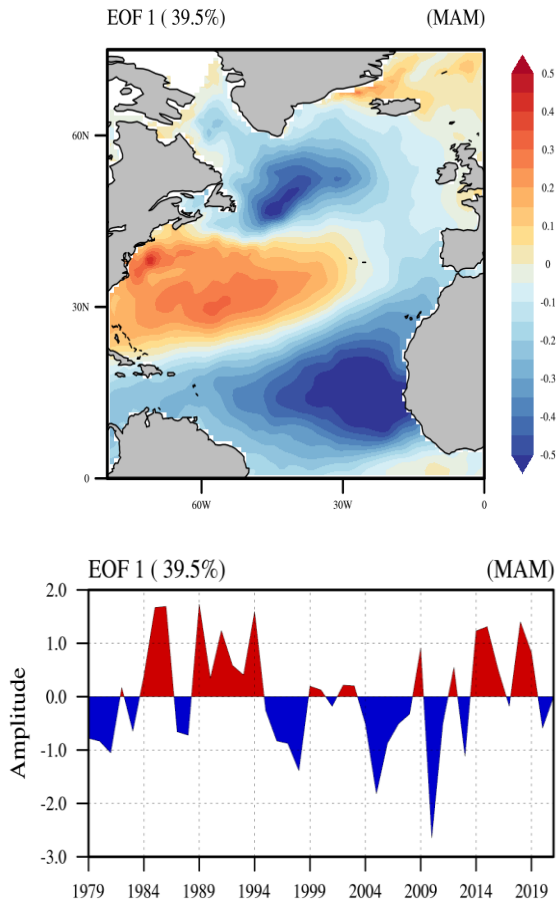 EOF 1 ( 39.5%) (MAM)
60N
30N
0
60W 30W 0
0.5
0.4
0.3
0.2
0.1
0
-0.1
-0.2
-0.3
-0.4
-0.5
EOF 1 ( 39.5%) (MAM)
2.0
1.0
0.0
-1.0
-2.0
-3.0
Amplitude
1979 1984 1989 1994 1999 2004 2009 2014 2019